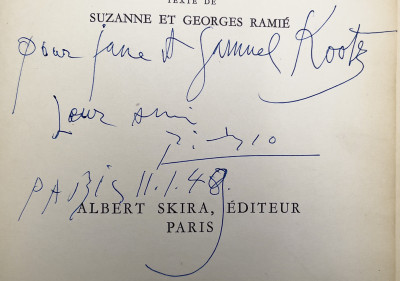 TEXTE DE
SUZANNE ET GEORGES RAMIÉ
pour Jane et Samuel Kootz
Leur ami
Picasso
PARIS 11.1.48.
ALBERT SKIRA, ÉDITEUR
PARIS